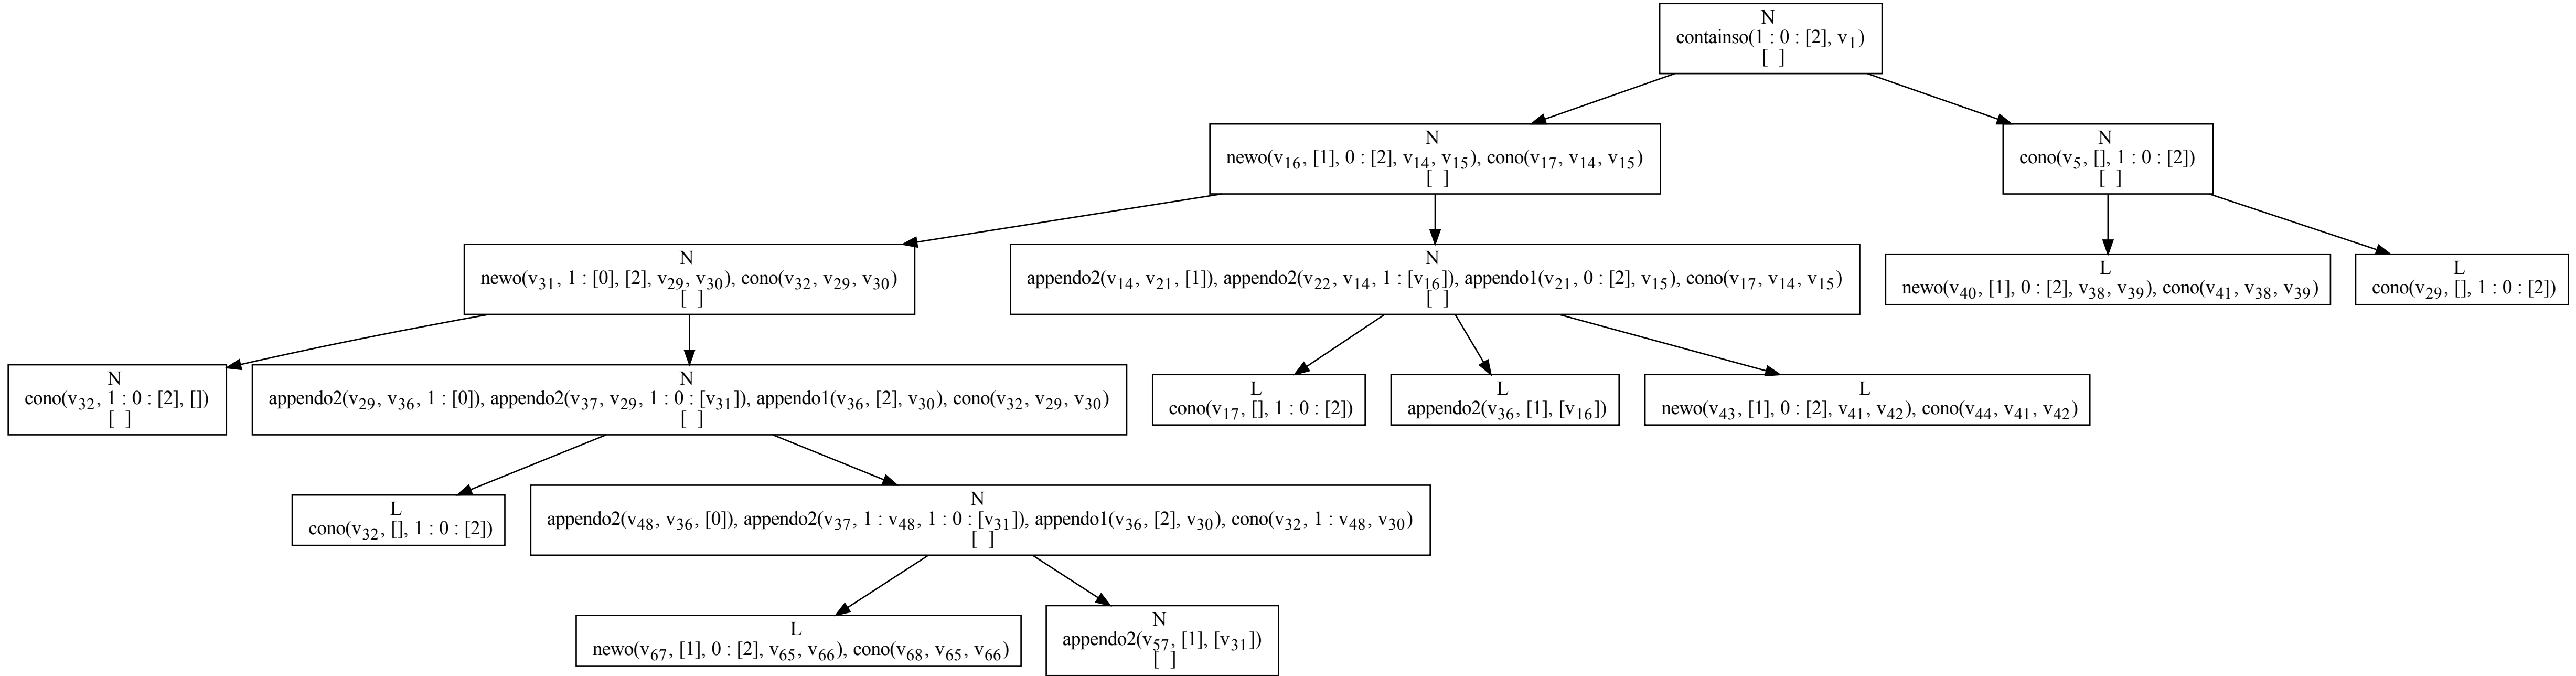 N
containso(1 : 0 : [2], v1)
[ ]
N
newo(v16, [1], 0 : [2], v14, v15), cono(v17, v14, v15)
[ ]
N
cono(v5, [], 1 : 0 : [2])
[ ]
N
newo(v31, 1 : [0], [2], v29, v30), cono(v32, v29, v30)
[ ]
N
appendo2(v14, v21, [1]), appendo2(v22, v14, 1 : [v16]), appendo1(v21, 0 : [2], v15), cono(v17, v14, v15)
[ ]
L
newo(v40, [1], 0 : [2], v38, v39), cono(v41, v38, v39)
L
cono(v29, [], 1 : 0 : [2])
N
cono(v32, 1 : 0 : [2], [])
[ ]
N
appendo2(v29, v36, 1 : [0]), appendo2(v37, v29, 1 : 0 : [v31]), appendo1(v36, [2], v30), cono(v32, v29, v30)
[ ]
L
cono(v17, [], 1 : 0 : [2])
L
appendo2(v36, [1], [v16])
L
newo(v43, [1], 0 : [2], v41, v42), cono(v44, v41, v42)
L
cono(v32, [], 1 : 0 : [2])
N
appendo2(v48, v36, [0]), appendo2(v37, 1 : v48, 1 : 0 : [v31]), appendo1(v36, [2], v30), cono(v32, 1 : v48, v30)
[ ]
L
newo(v67, [1], 0 : [2], v65, v66), cono(v68, v65, v66)
N
appendo2(v57, [1], [v31])
[ ]